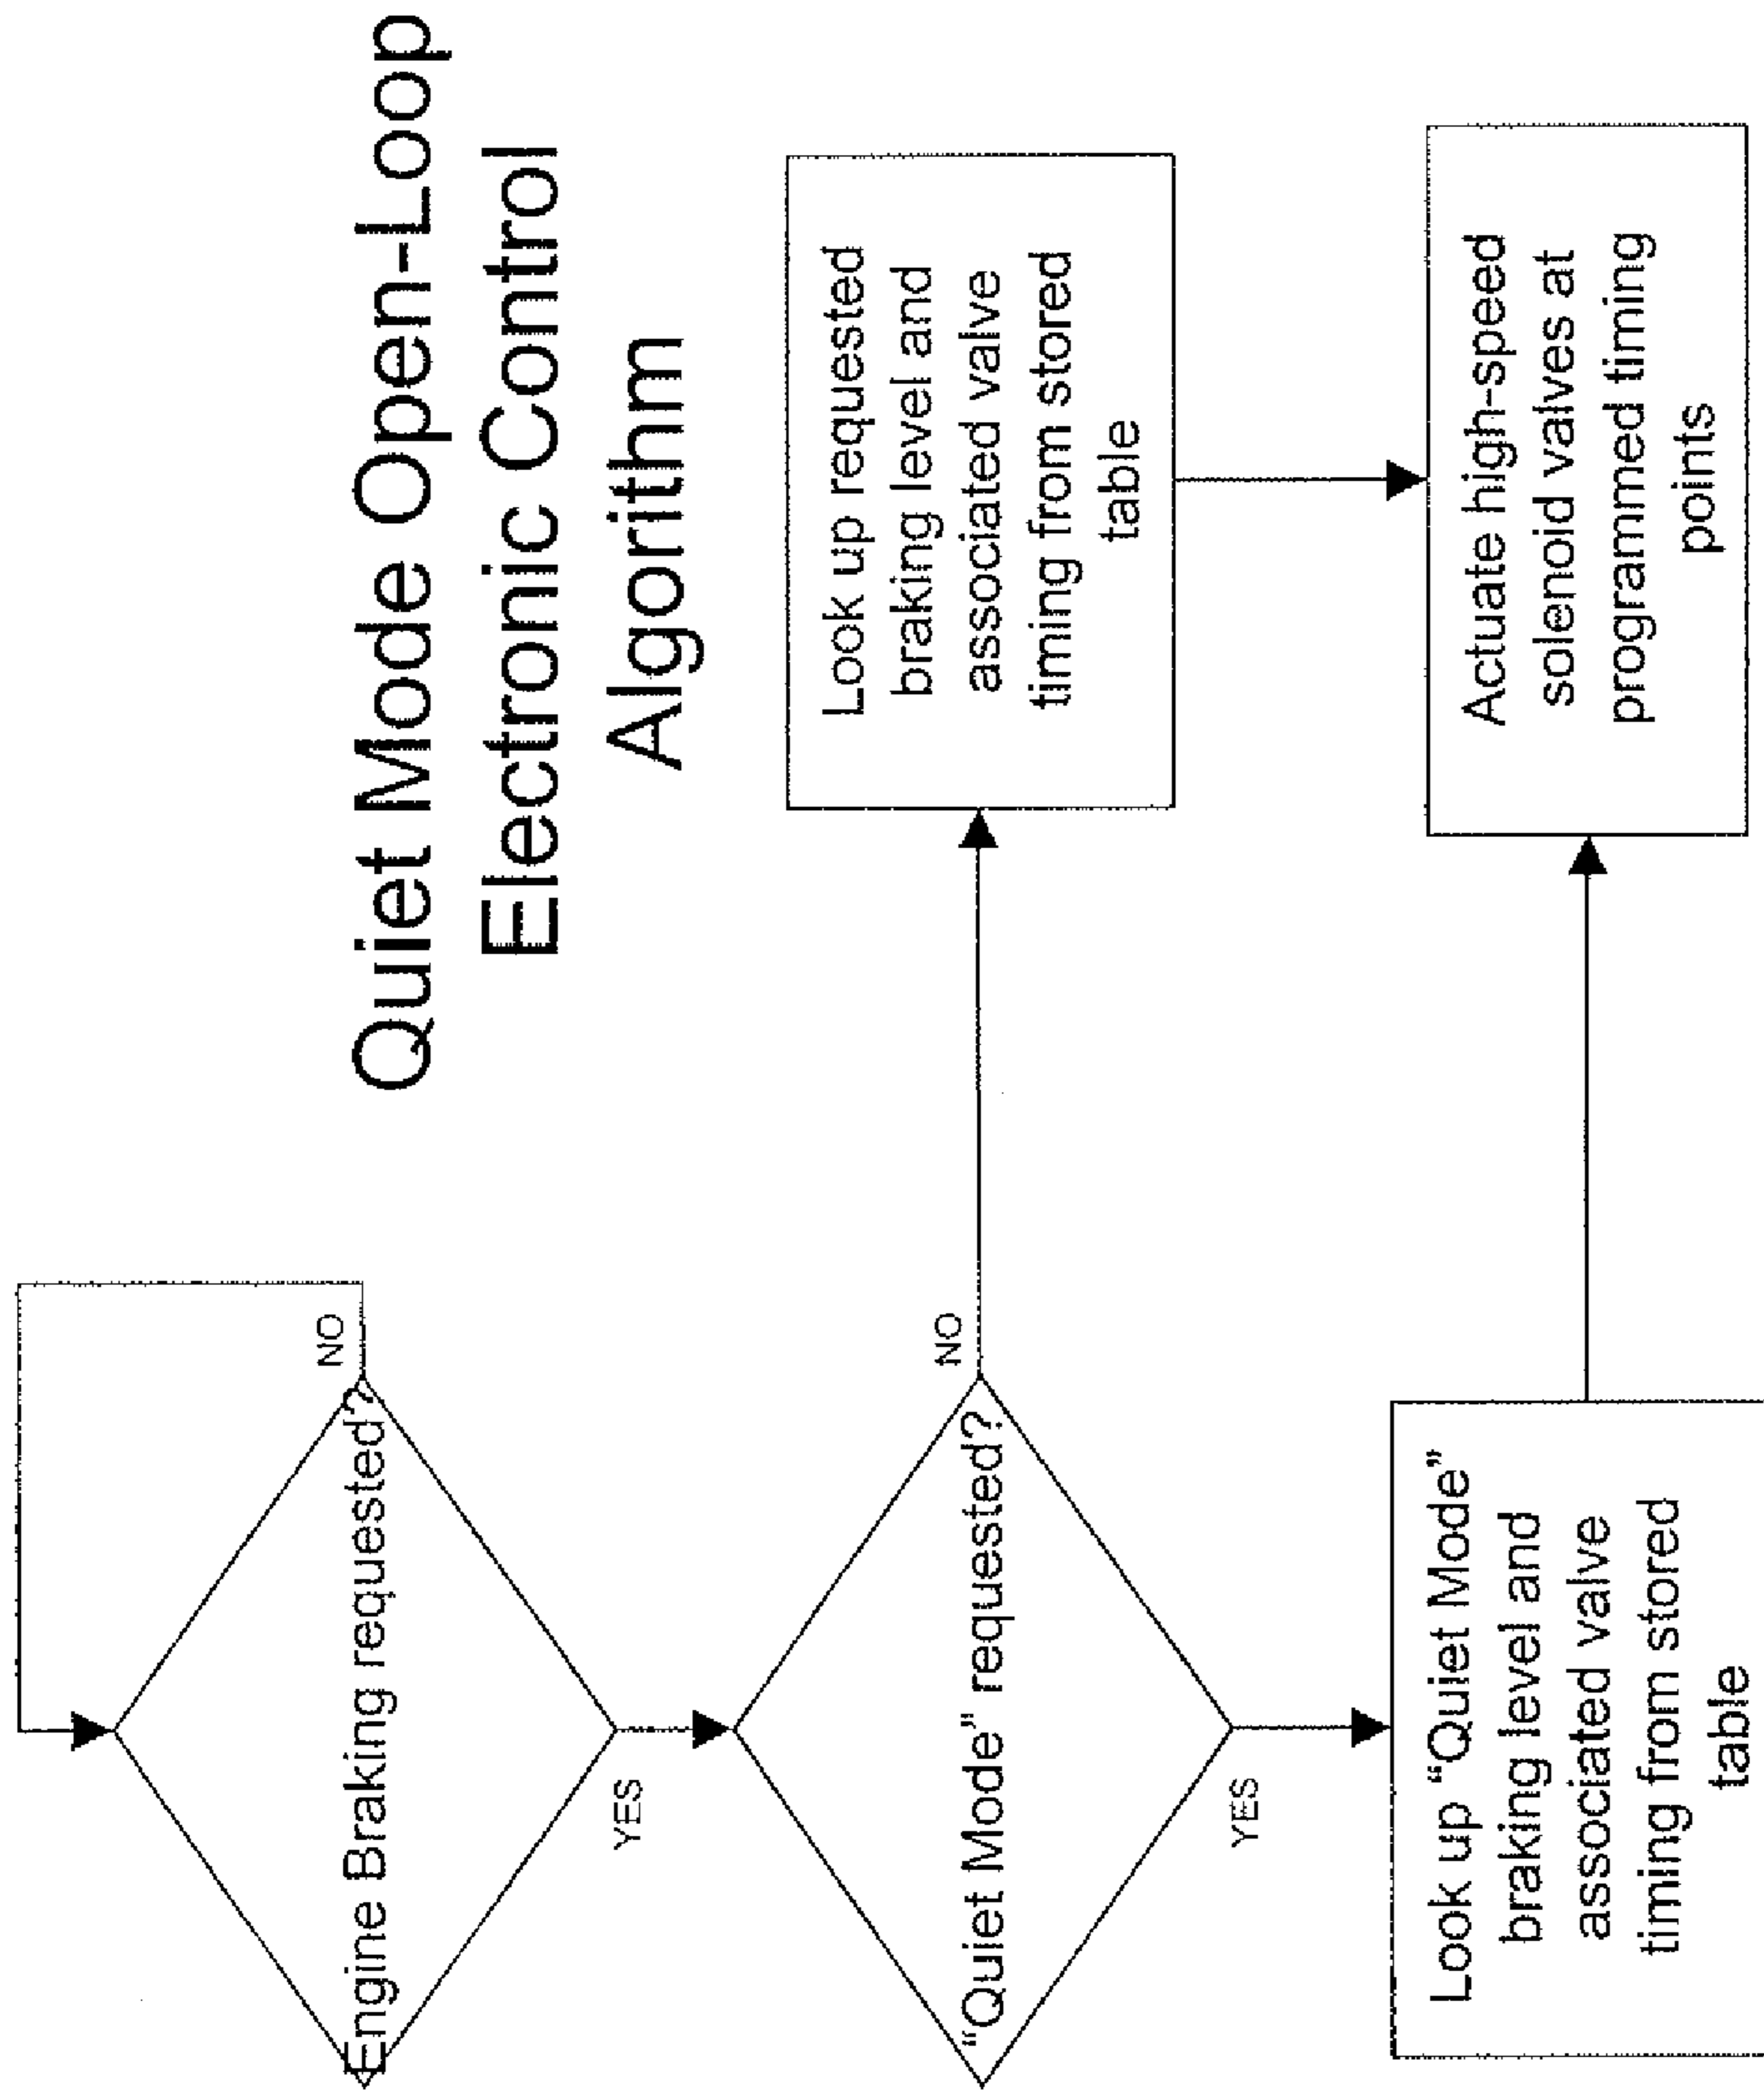 Quiet Mode Open-Loop
Electronic Control
Algorithm
Engine Braking requested?
NO
YES
“Quiet Mode” requested?
NO
YES
Look up requested
braking level and
associated valve
timing from stored
table
Look up “Quiet Mode”
braking level and
associated valve
timing from stored
table
Actuate high-speed
solenoid valves at
programmed timing
points